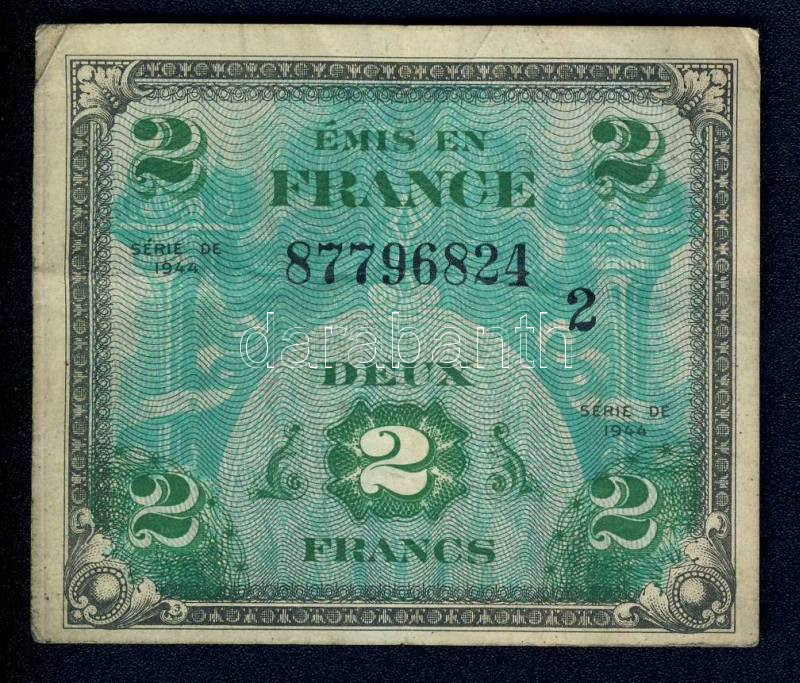 2 ÉMIS EN 2
FRANCE
SÉRIE DE
1944
87796824
2
darabanth
DEUX
SÉRIE DE
1944
2
2 2
FRANCS